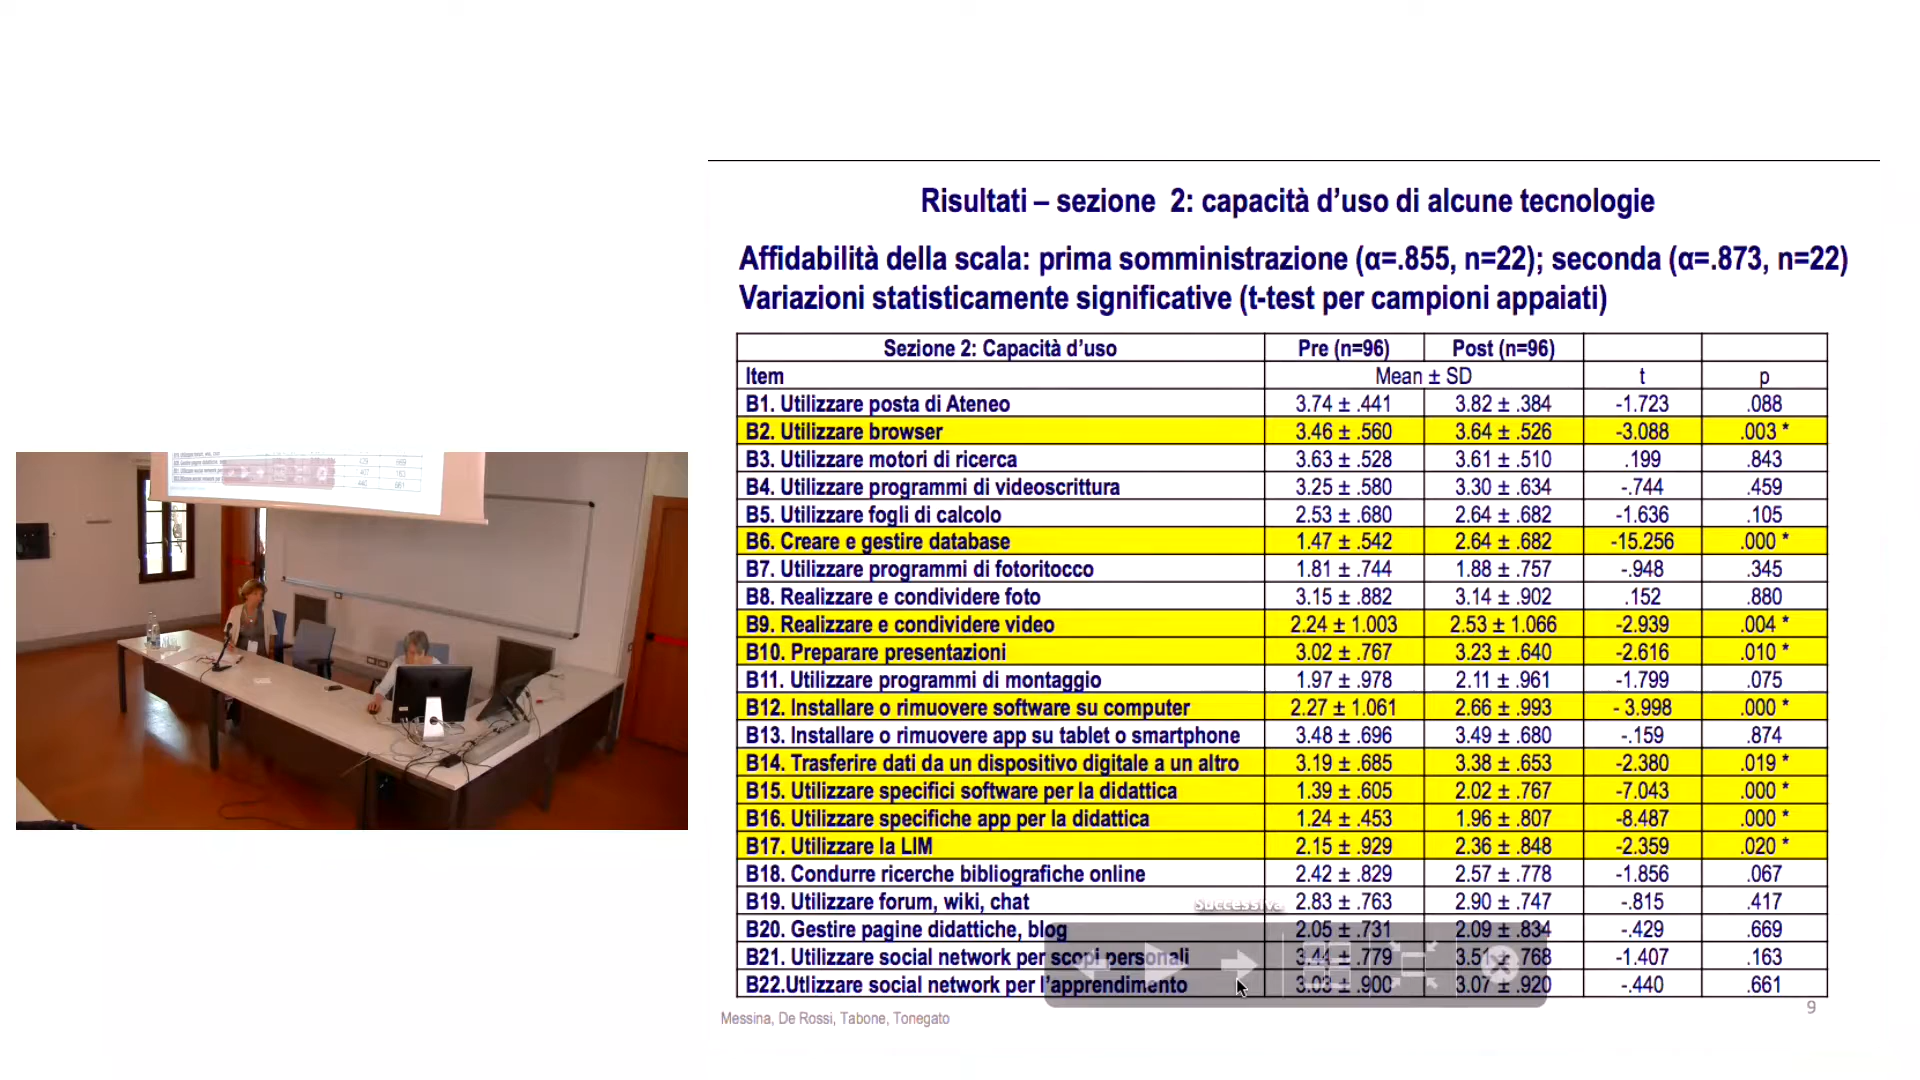 Risultati – sezione 2: capacità d'uso di alcune tecnologie
Affidabilità della scala: prima somministrazione (α=.855, n=22); seconda (α=.873, n=22)
Variazioni statisticamente significative (t-test per campioni appaiati)
Sezione 2: Capacità d'uso Pre (n=96) Post (n=96)
Item Mean ± SD t p
B1. Utilizzare posta di Ateneo 3.74 ± .441 3.82 ± .384 -1.723 .088
B2. Utilizzare browser 3.46 ± .560 3.64 ± .526 -3.088 .003 *
B3. Utilizzare motori di ricerca 3.63 ± .528 3.61 ± .510 .199 .843
B4. Utilizzare programmi di videoscrittura 3.25 ± .580 3.30 ± .634 -.744 .459
B5. Utilizzare fogli di calcolo 2.53 ± .680 2.64 ± .682 -1.636 .105
B6. Creare e gestire database 1.47 ± .542 2.64 ± .682 -15.256 .000 *
B7. Utilizzare programmi di fotoritocco 1.81 ± .744 1.88 ± .757 -.948 .345
B8. Realizzare e condividere foto 3.15 ± .882 3.14 ± .902 .152 .880
B9. Realizzare e condividere video 2.24 ± 1.003 2.53 ± 1.066 -2.939 .004 *
B10. Preparare presentazioni 3.02 ± .767 3.23 ± .640 -2.616 .010 *
B11. Utilizzare programmi di montaggio 1.97 ± .978 2.11 ± .961 -1.799 .075
B12. Installare o rimuovere software su computer 2.27 ± 1.061 2.66 ± .993 - 3.998 .000 *
B13. Installare o rimuovere app su tablet o smartphone 3.48 ± .696 3.49 ± .680 -.159 .874
B14. Trasferire dati da un dispositivo digitale a un altro 3.19 ± .685 3.38 ± .653 -2.380 .019 *
B15. Utilizzare specifici software per la didattica 1.39 ± .605 2.02 ± .767 -7.043 .000 *
B16. Utilizzare specifiche app per la didattica 1.24 ± .453 1.96 ± .807 -8.487 .000 *
B17. Utilizzare la LIM 2.15 ± .929 2.36 ± .848 -2.359 .020 *
B18. Condurre ricerche bibliografiche online 2.42 ± .829 2.57 ± .778 -1.856 .067
B19. Utilizzare forum, wiki, chat 2.83 ± .763 2.90 ± .747 -.815 .417
Successiva
B20. Gestire pagine didattiche, blog 2.05 ± .731 2.09 ± .834 -.429 .669
B21. Utilizzare social network per scopi personali 3.44 ± .779 3.51 ± .768 -1.407 .163
B22.Utlizzare social network per l'apprendimento ± .900 3.07 ± .920 -.440 .661
Messina, De Rossi, Tabone, Tonegato
9